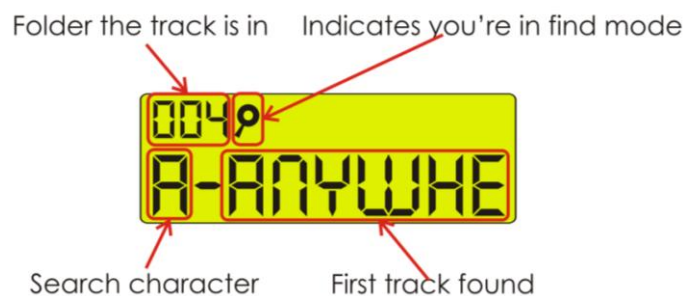 Folder the track is in Indicates you're in find mode
004
A-ANYWHE
Search character First track found